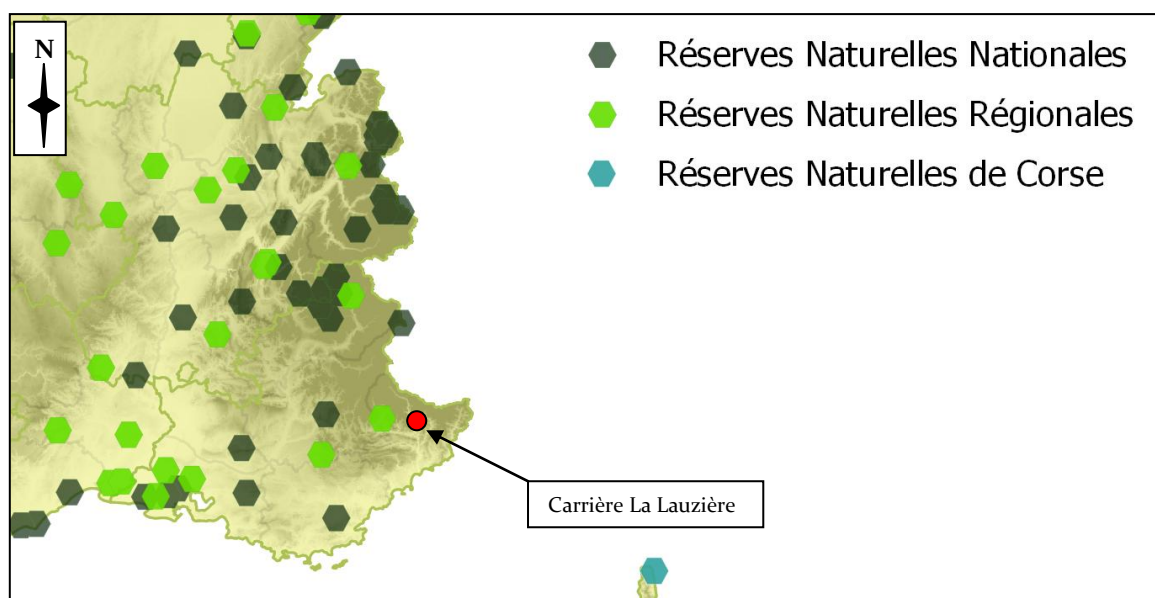 N
Réserves Naturelles Nationales
Réserves Naturelles Régionales
Réserves Naturelles de Corse
Carrière La Lauzière